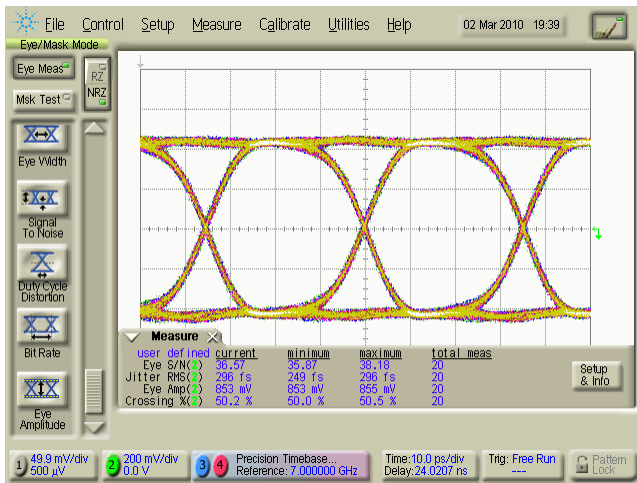 File Control Setup Measure Calibrate Utilities Help 02 Mar 2010 19:39
Eye/Mask Mode
Eye Meas
RZ
NRZ
Msk Test
Eye Width
Signal
To Noise
Duty Cycle
Distortion
Bit Rate
Eye
Amplitude
Measure
user defined current minimum maximum total meas
Eye S/N(2) 36.57 35.87 38.18 20
Jitter RMS(2) 296 fs 249 fs 296 fs 20
Eye Amp(2) 853 mV 853 mV 855 mV 20
Crossing %(2) 50.2 % 50.0 % 50.5 % 20
Setup
& Info
1 49.9 mV/div
500 µV
2 200 mV/div
0.0 V
3 4 Precision Timebase...
Reference: 7.000000 GHz
Time:10.0 ps/div
Delay:24.0207 ns
Trig: Free Run
---
Pattern
Lock